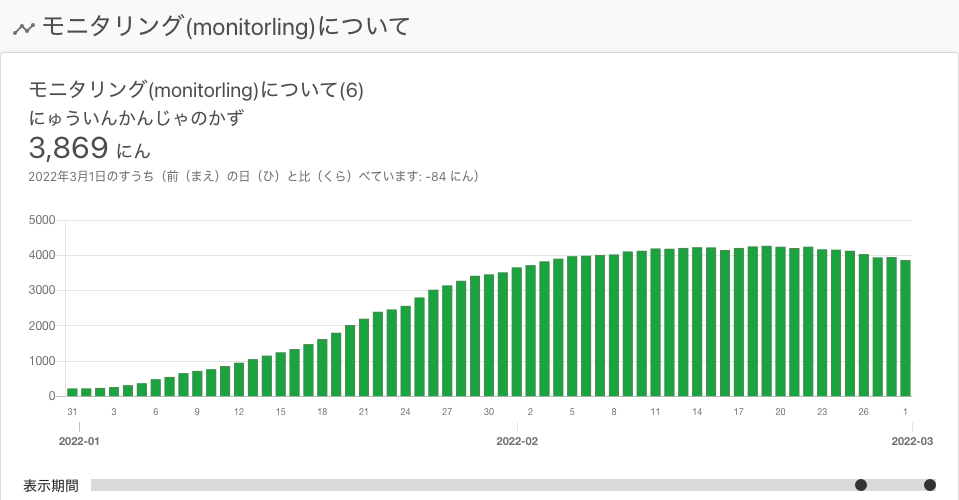 モニタリング(monitorling)について
モニタリング(monitorling)について(6)
にゅういんかんじゃのかず
3,869 にん
2022年3月1日のすうち（前（まえ）の日（ひ）と比（くら）べています: -84 にん）
5000
4000
3000
2000
1000
0
31 3 6 9 12 15 18 21 24 27 30 2 5 8 11 14 17 20 23 26 1
2022-01 2022-02 2022-03
表示期間